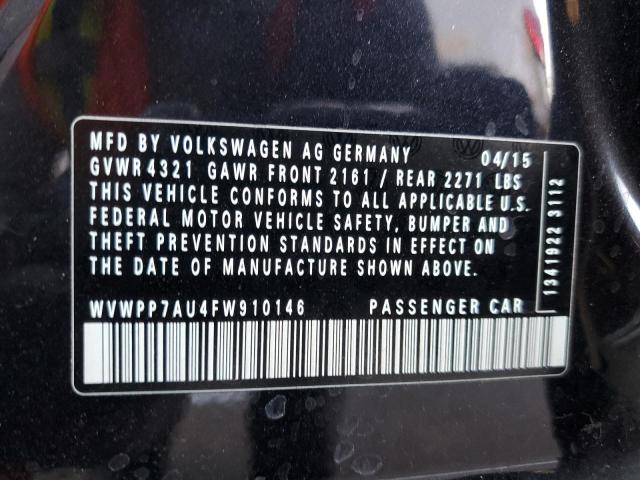 MFD BY VOLKSWAGEN AG GERMANY 04/15
GVWR 4321 GAWR FRONT 2161 / REAR 2271 LBS
THIS VEHICLE CONFORMS TO ALL APPLICABLE U.S.
FEDERAL MOTOR VEHICLE SAFETY, BUMPER AND
THEFT PREVENTION STANDARDS IN EFFECT ON
THE DATE OF MANUFACTURE SHOWN ABOVE.
WVWPP7AU4FW910146 PASSENGER CAR
1341922 3112